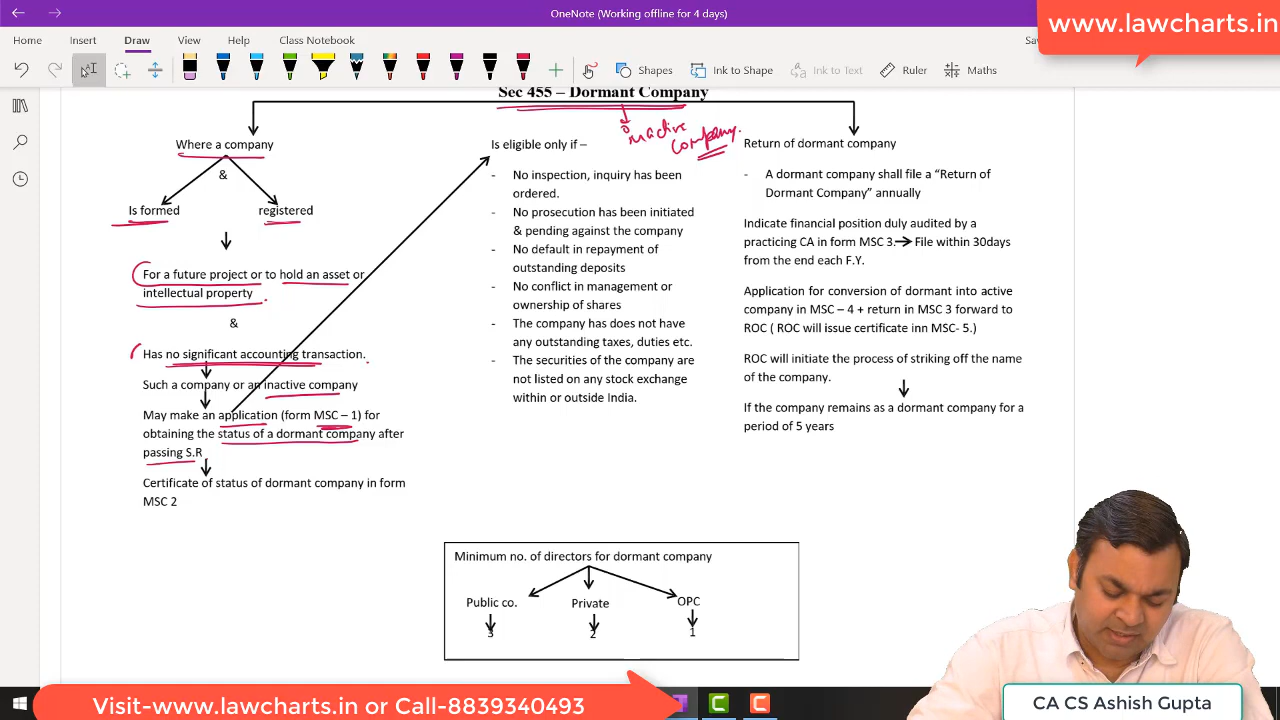 OneNote (Working offline for 4 days)
www.lawcharts.in
Home Insert Draw View Help Class Notebook
Shapes Ink to Shape Ink to Text Ruler Maths
Sec 455 – Dormant Company
inactive
company.
Where a company
&
Is formed registered
For a future project or to hold an asset or
intellectual property
&
Has no significant accounting transaction.
Such a company or an inactive company
May make an application (form MSC – 1) for
obtaining the status of a dormant company after
passing S.R
Certificate of status of dormant company in form
MSC 2
Is eligible only if –
- No inspection, inquiry has been
ordered.
- No prosecution has been initiated
& pending against the company
- No default in repayment of
outstanding deposits
- No conflict in management or
ownership of shares
- The company has does not have
any outstanding taxes, duties etc.
- The securities of the company are
not listed on any stock exchange
within or outside India.
Return of dormant company
- A dormant company shall file a “Return of
Dormant Company” annually
Indicate financial position duly audited by a
practicing CA in form MSC 3. File within 30days
from the end each F.Y.
Application for conversion of dormant into active
company in MSC – 4 + return in MSC 3 forward to
ROC ( ROC will issue certificate inn MSC- 5.)
ROC will initiate the process of striking off the name
of the company.
If the company remains as a dormant company for a
period of 5 years
Minimum no. of directors for dormant company
Public co. Private OPC
3 2 1
Visit-www.lawcharts.in or Call-8839340493
CA CS Ashish Gupta